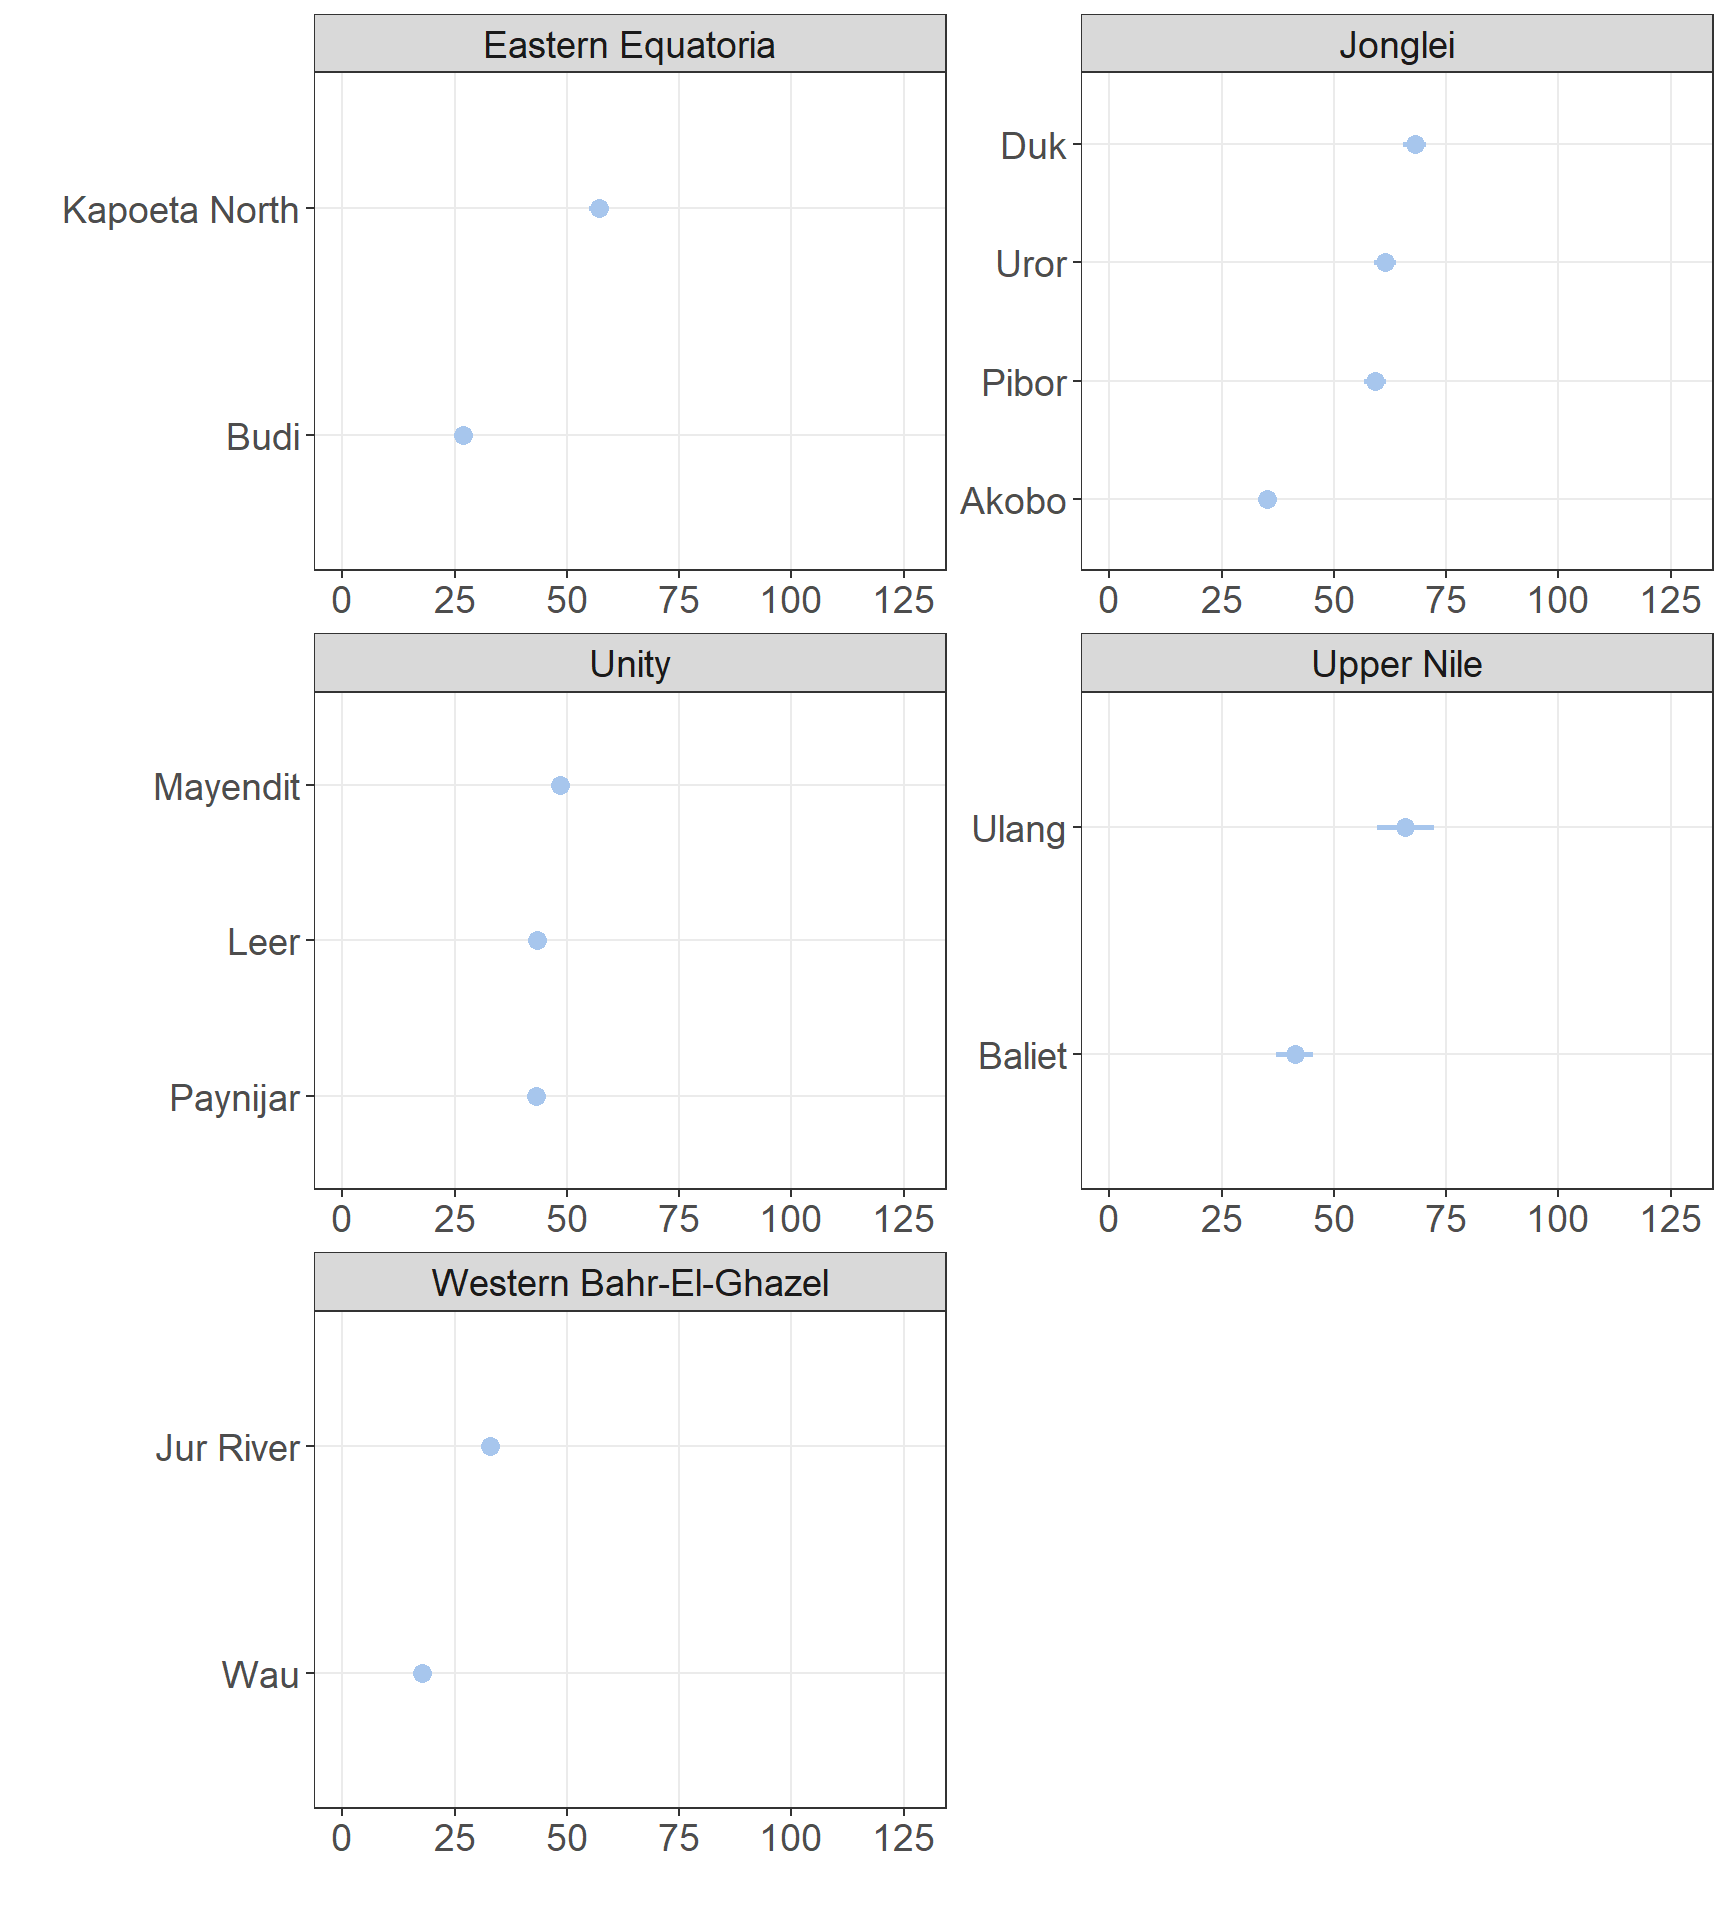 Eastern Equatoria
Kapoeta North
Budi
0 25 50 75 100 125
Jonglei
Duk
Uror
Pibor
Akobo
0 25 50 75 100 125
Unity
Mayendit
Leer
Paynijar
0 25 50 75 100 125
Upper Nile
Ulang
Baliet
0 25 50 75 100 125
Western Bahr-El-Ghazel
Jur River
Wau
0 25 50 75 100 125